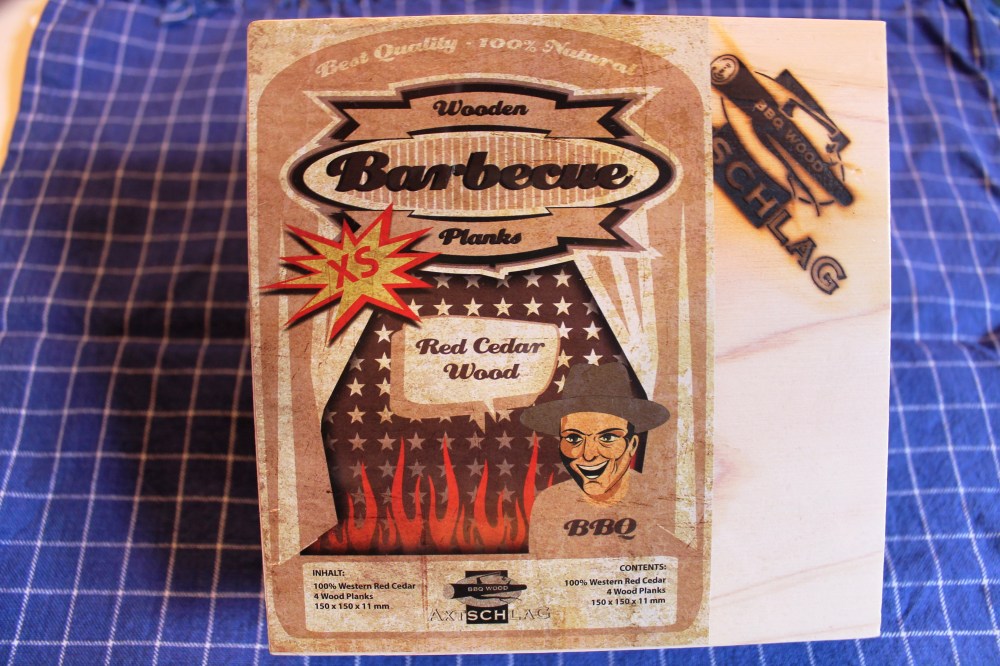 Best Quality - 100% Natural
Wooden
Barbecue
Planks
XS
Red Cedar
Wood
BBQ
INHALT:
100% Western Red Cedar
4 Wood Planks
150 x 150 x 11 mm
BBQ WOOD
AXTSCHLAG
CONTENTS:
100% Western Red Cedar
4 Wood Planks
150 x 150 x 11 mm
BBQ WOOD
SCHLAG